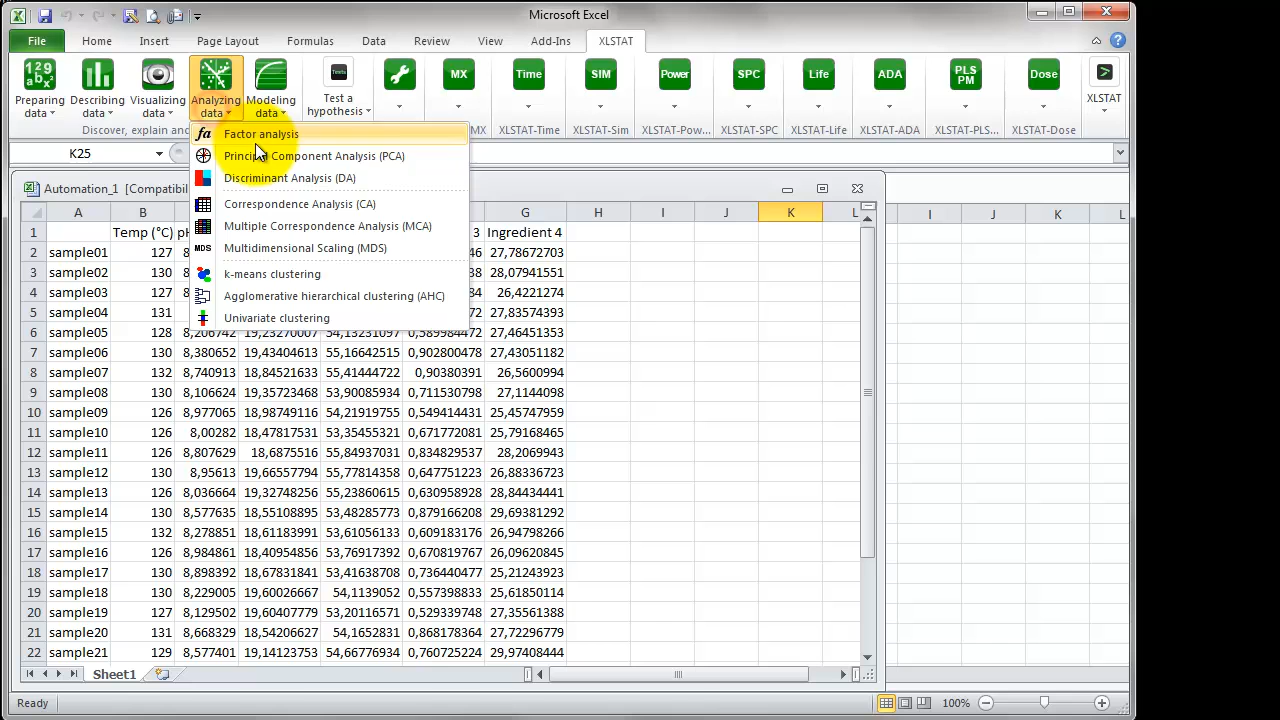 Microsoft Excel
File Home Insert Page Layout Formulas Data Review View Add-Ins XLSTAT
Preparing data Describing data Visualizing data Analyzing data Modeling data Test a hypothesis MX Time SIM Power SPC Life ADA PLS PM Dose XLSTAT
Discover, explain and MX XLSTAT-Time XLSTAT-Sim XLSTAT-Pow... XLSTAT-SPC XLSTAT-Life XLSTAT-ADA XLSTAT-PLSPM XLSTAT-Dose
Factor analysis
K25
Principal Component Analysis (PCA)
Discriminant Analysis (DA)
Automation_1 [Compatibil
Correspondence Analysis (CA)
Multiple Correspondence Analysis (MCA)
Multidimensional Scaling (MDS)
k-means clustering
Agglomerative hierarchical clustering (AHC)
Univariate clustering
A B G H I J K L I J K L
1 Temp (°C) pH 3 Ingredient 4
2 sample01 127 8 46 27,78672703
3 sample02 130 8 38 28,07941551
4 sample03 127 8 84 26,4221274
5 sample04 131 27,83570534
6 sample05 128 8,206742 19,23270007 54,13231097 0,589984472 27,46451353
7 sample06 130 8,380652 19,43404613 55,16642515 0,902800478 27,43051182
8 sample07 132 8,740913 18,84521633 55,41444722 0,90380391 26,5600994
9 sample08 130 8,106624 19,35723468 53,90085934 0,711530798 27,1144098
10 sample09 126 8,977065 18,98749116 54,21919755 0,549414431 25,45747959
11 sample10 126 8,00282 18,47817531 53,35455321 0,671772081 25,79168465
12 sample11 126 8,807629 18,6875516 55,84937031 0,834829537 28,2069943
13 sample12 130 8,95613 19,66557794 55,77814358 0,647751223 26,88336723
14 sample13 126 8,036664 19,32748256 55,23860615 0,630958928 28,84434441
15 sample14 130 8,577635 18,55108895 53,48285773 0,879166208 29,69381292
16 sample15 132 8,278851 18,61183991 53,61056133 0,609183176 26,94798266
17 sample16 126 8,984861 18,40954856 53,76917392 0,670819767 26,09620845
18 sample17 130 8,898392 18,67831864 53,41638708 0,736440477 25,21243923
19 sample18 130 8,229005 19,60026667 54,1139052 0,557398833 25,61850114
20 sample19 127 8,129502 19,60407779 53,20116571 0,529339748 27,35561388
21 sample20 131 8,668329 18,54206627 54,1652831 0,868178364 27,72296779
22 sample21 129 8,577401 19,14123753 54,66776934 0,760725224 29,97408444
Sheet1
Ready 100%